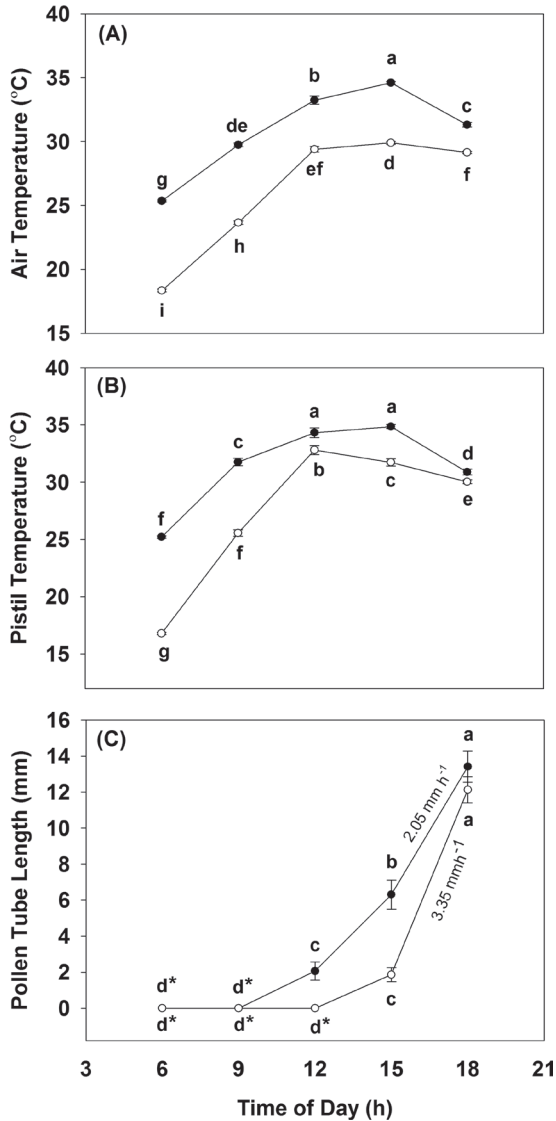 40
(A)
a
35
b
c
de
30
ef
d
f
g
25
h
20
i
15
Air Temperature (°C)
40
(B)
a
a
35
c
d
30
b
c
e
f
25
f
20
15
g
Pistil Temperature (°C)
16
(C)
a
14
12
a
10
2.05 mm h⁻¹
3.35 mmh⁻¹
8
b
6
4
c
2
c
d*
d*
0
d*
d*
d*
Pollen Tube Length (mm)
3
6
9
12
15
18
21
Time of Day (h)